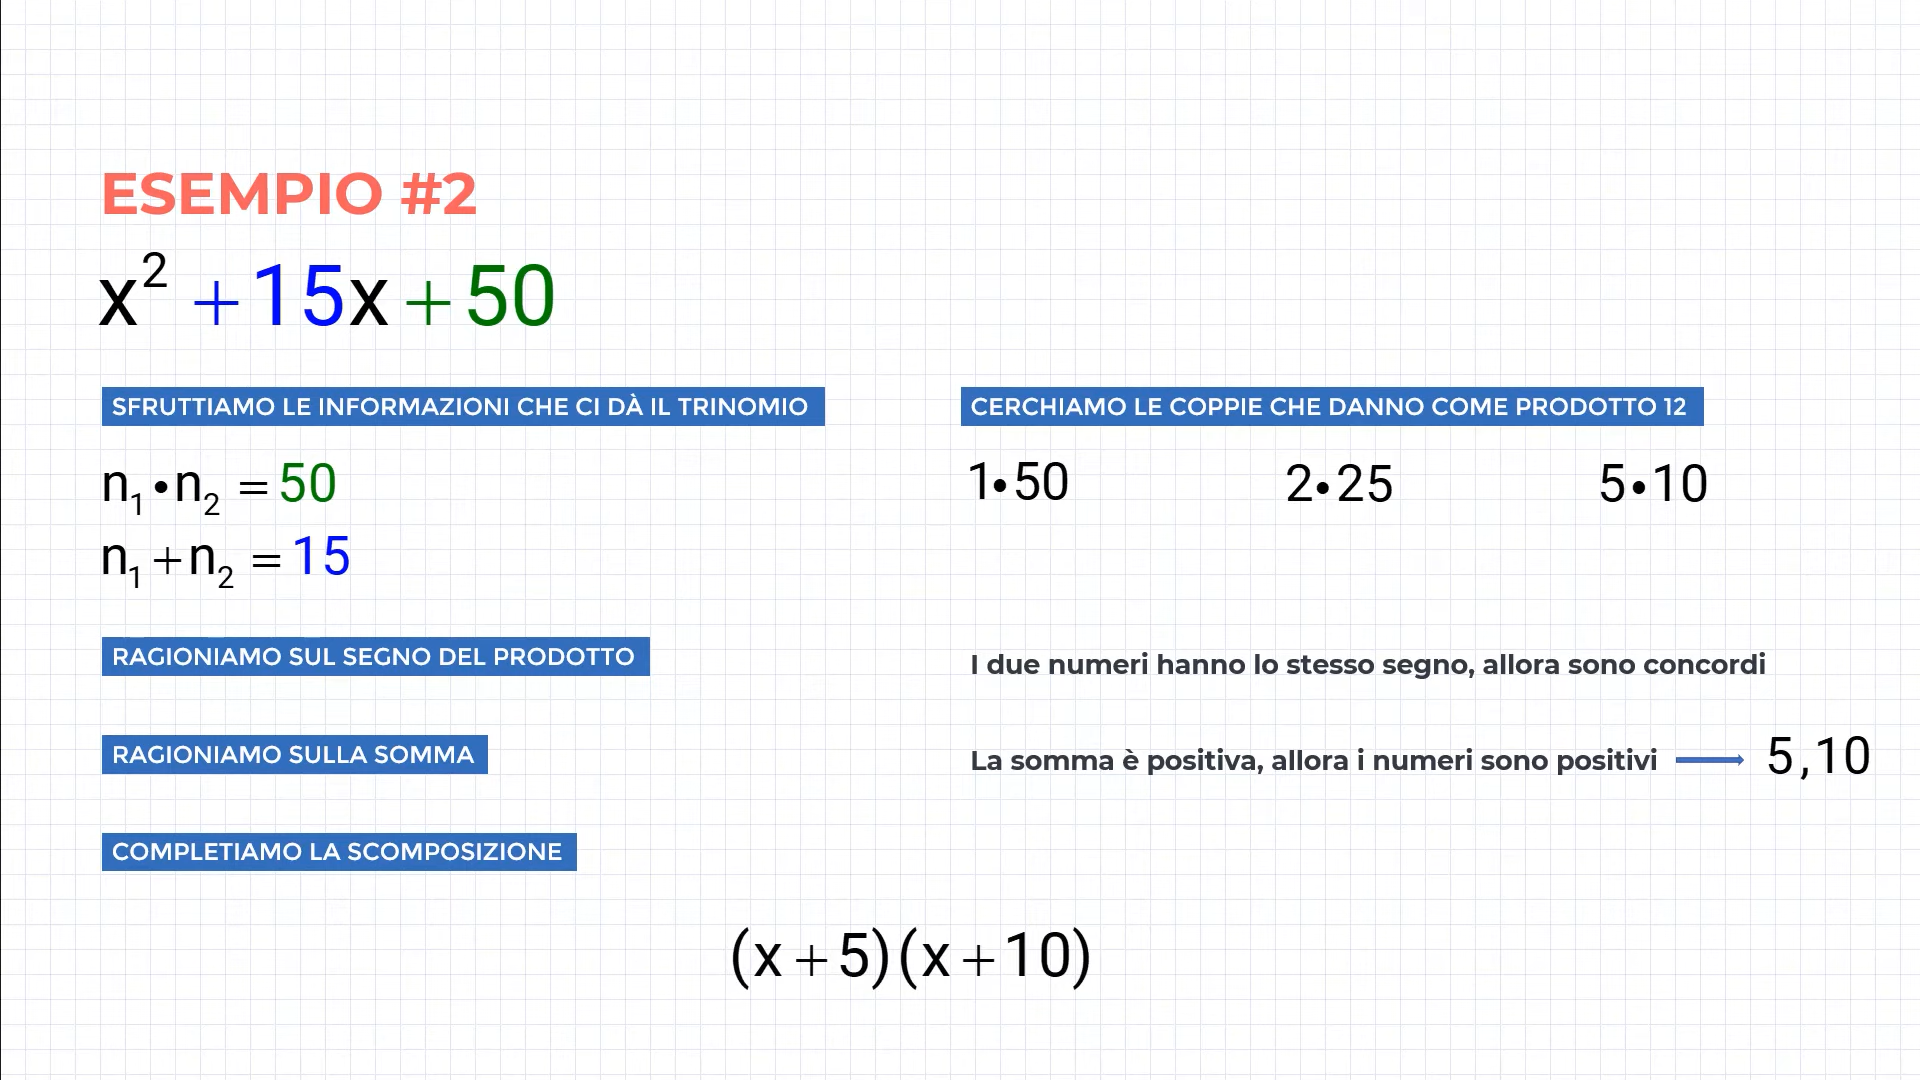 ESEMPIO #2
x² +15x +50
SFRUTTIAMO LE INFORMAZIONI CHE CI DÀ IL TRINOMIO
n₁•n₂ =50
n₁+n₂ =15
CERCHIAMO LE COPPIE CHE DANNO COME PRODOTTO 12
1•50 2•25 5•10
RAGIONIAMO SUL SEGNO DEL PRODOTTO
I due numeri hanno lo stesso segno, allora sono concordi
RAGIONIAMO SULLA SOMMA
La somma è positiva, allora i numeri sono positivi → 5,10
COMPLETIAMO LA SCOMPOSIZIONE
(x+5)(x+10)